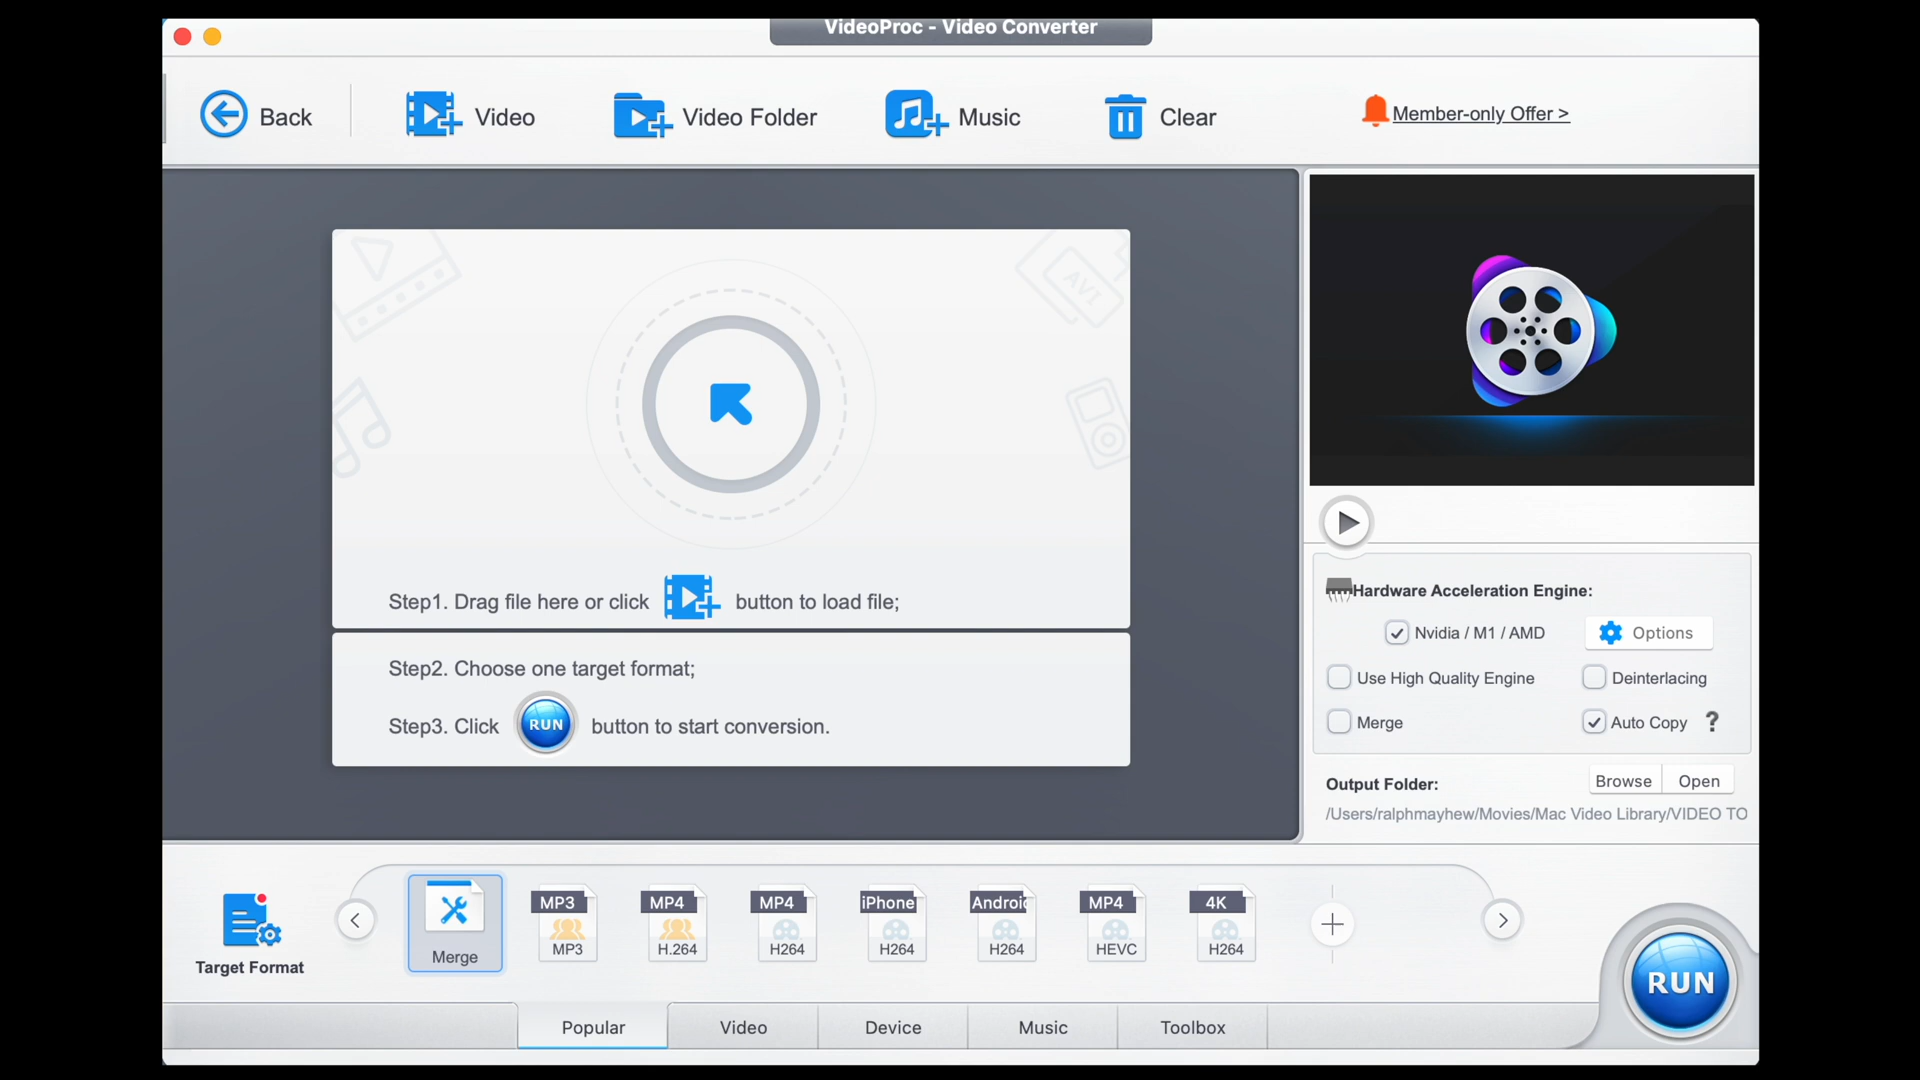 VideoProc - Video Converter
Back
Video
Video Folder
Music
Clear
Member-only Offer >
AVI
Step1. Drag file here or click button to load file;
Step2. Choose one target format;
Step3. Click RUN button to start conversion.
Hardware Acceleration Engine:
Nvidia / M1 / AMD
Options
Use High Quality Engine
Deinterlacing
Merge
Auto Copy ?
Output Folder:
Browse
Open
/Users/ralphmayhew/Movies/Mac Video Library/VIDEO TO
Target Format
Merge
MP3
MP3
MP4
H.264
MP4
H264
iPhone
H264
Android
H264
MP4
HEVC
4K
H264
RUN
Popular
Video
Device
Music
Toolbox